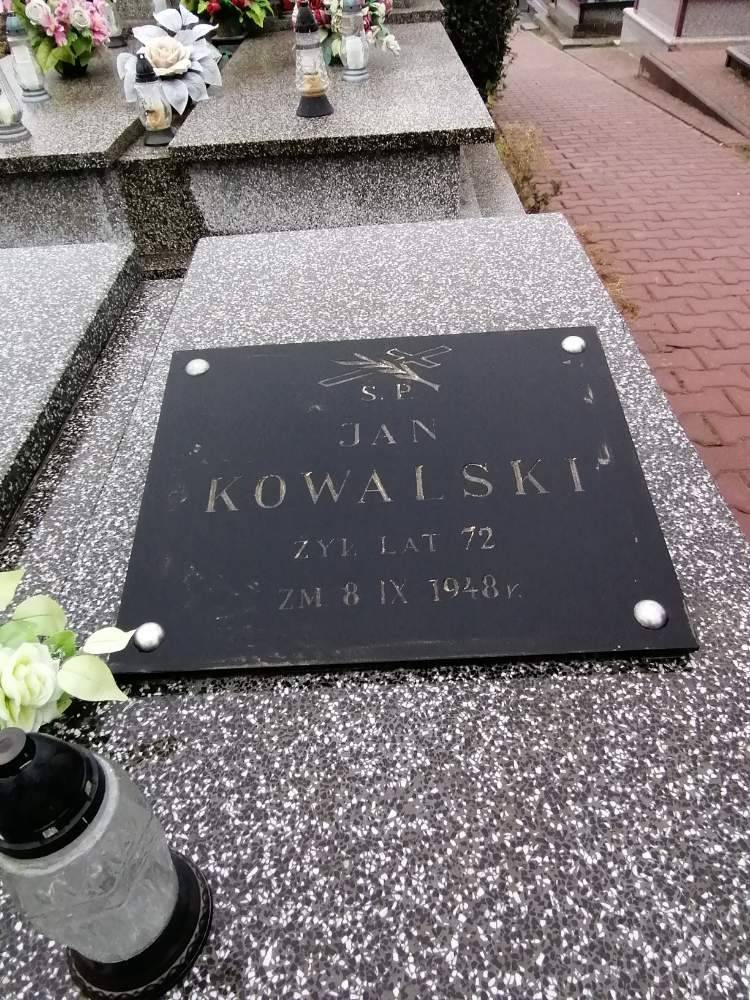 S. P.
JAN
KOWALSKI
ŻYŁ LAT 72
ZM 8 IX 1948 r.